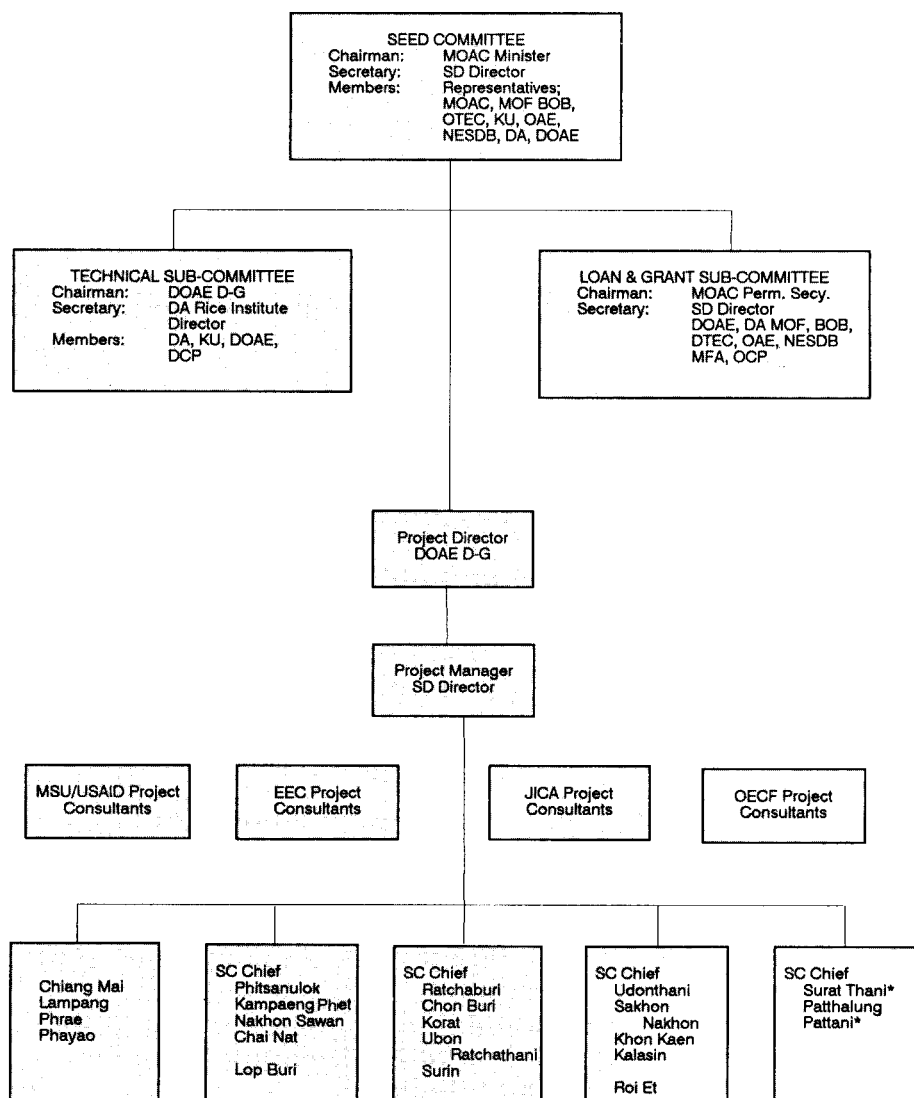 SEED COMMITTEE
Chairman: MOAC Minister
Secretary: SD Director
Members: Representatives;
MOAC, MOF BOB,
OTEC, KU, OAE,
NESDB, DA, DOAE
TECHNICAL SUB-COMMITTEE
Chairman: DOAE D-G
Secretary: DA Rice Institute
Director
Members: DA, KU, DOAE,
DCP
LOAN & GRANT SUB-COMMITTEE
Chairman: MOAC Perm. Secy.
Secretary: SD Director
DOAE, DA MOF, BOB,
DTEC, OAE, NESDB
MFA, OCP
Project Director
DOAE D-G
Project Manager
SD Director
MSU/USAID Project
Consultants
EEC Project
Consultants
JICA Project
Consultants
OECF Project
Consultants
Chiang Mai
Lampang
Phrae
Phayao
SC Chief
Phitsanulok
Kampaeng Phet
Nakhon Sawan
Chai Nat
Lop Buri
SC Chief
Ratchaburi
Chon Buri
Korat
Ubon
Ratchathani
Surin
SC Chief
Udonthani
Sakhon
Nakhon
Khon Kaen
Kalasin
Roi Et
SC Chief
Surat Thani*
Patthalung
Pattani*